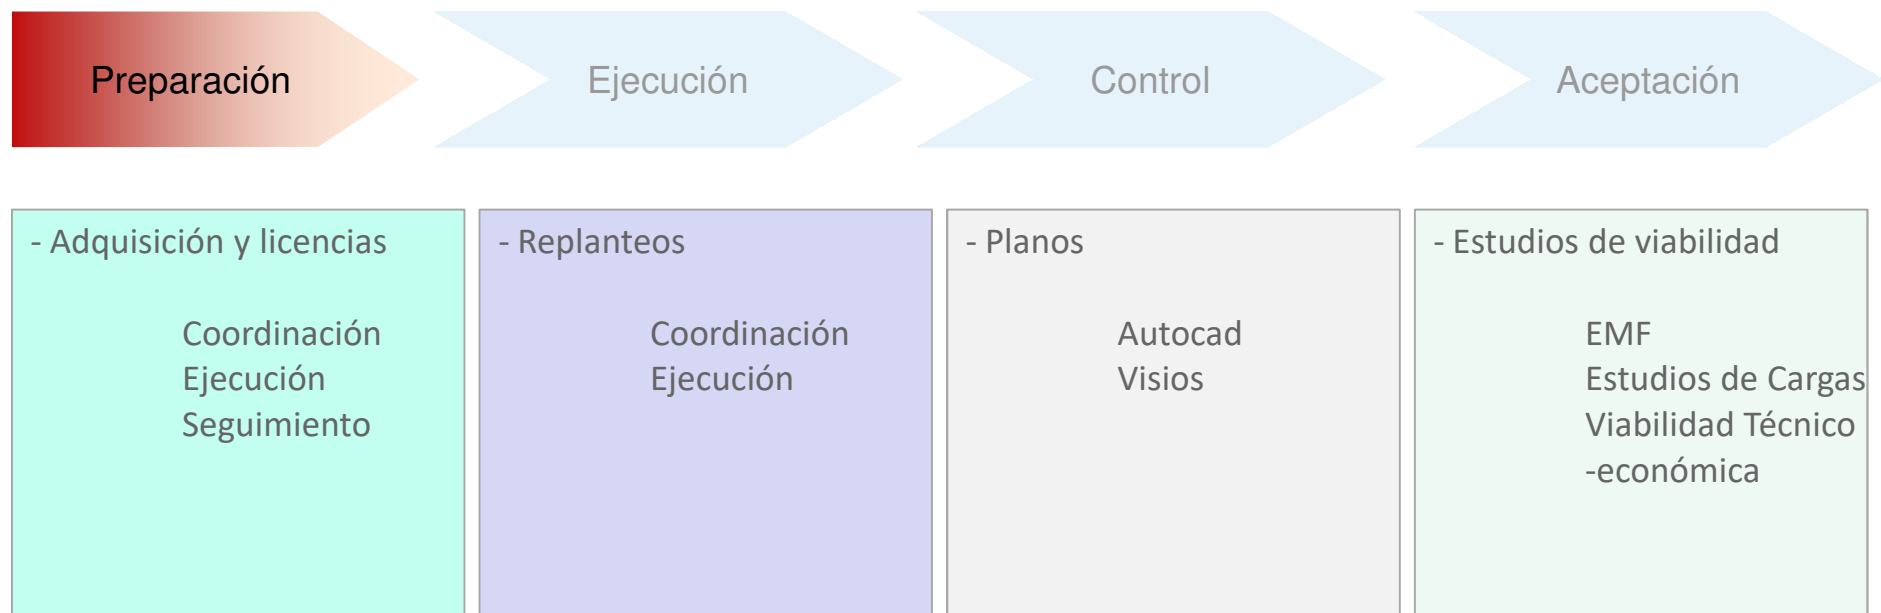 Preparación
Ejecución
Control
Aceptación
- Adquisición y licencias
Coordinación
Ejecución
Seguimiento
- Replanteos
Coordinación
Ejecución
- Planos
Autocad
Visios
- Estudios de viabilidad
EMF
Estudios de Cargas
Viabilidad Técnico
-económica